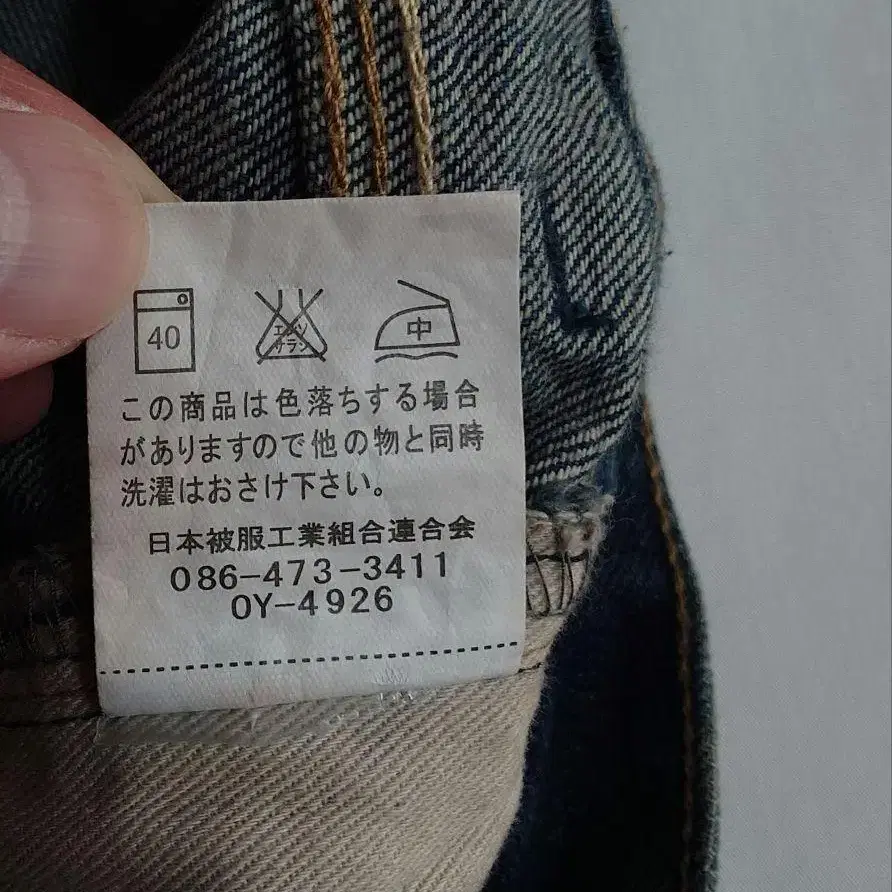 40
エンソ
サラシ
中
この商品は色落ちする場合
がありますので他の物と同時
洗濯はおさけ下さい。
日本被服工業組合連合会
086-473-3411
OY-4926